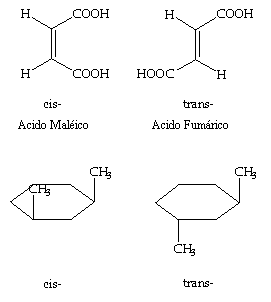 H COOH H COOH
H COOH HOOC H
cis- trans-
Acido Maléico Acido Fumárico
CH3 CH3
CH3
CH3
cis- trans-